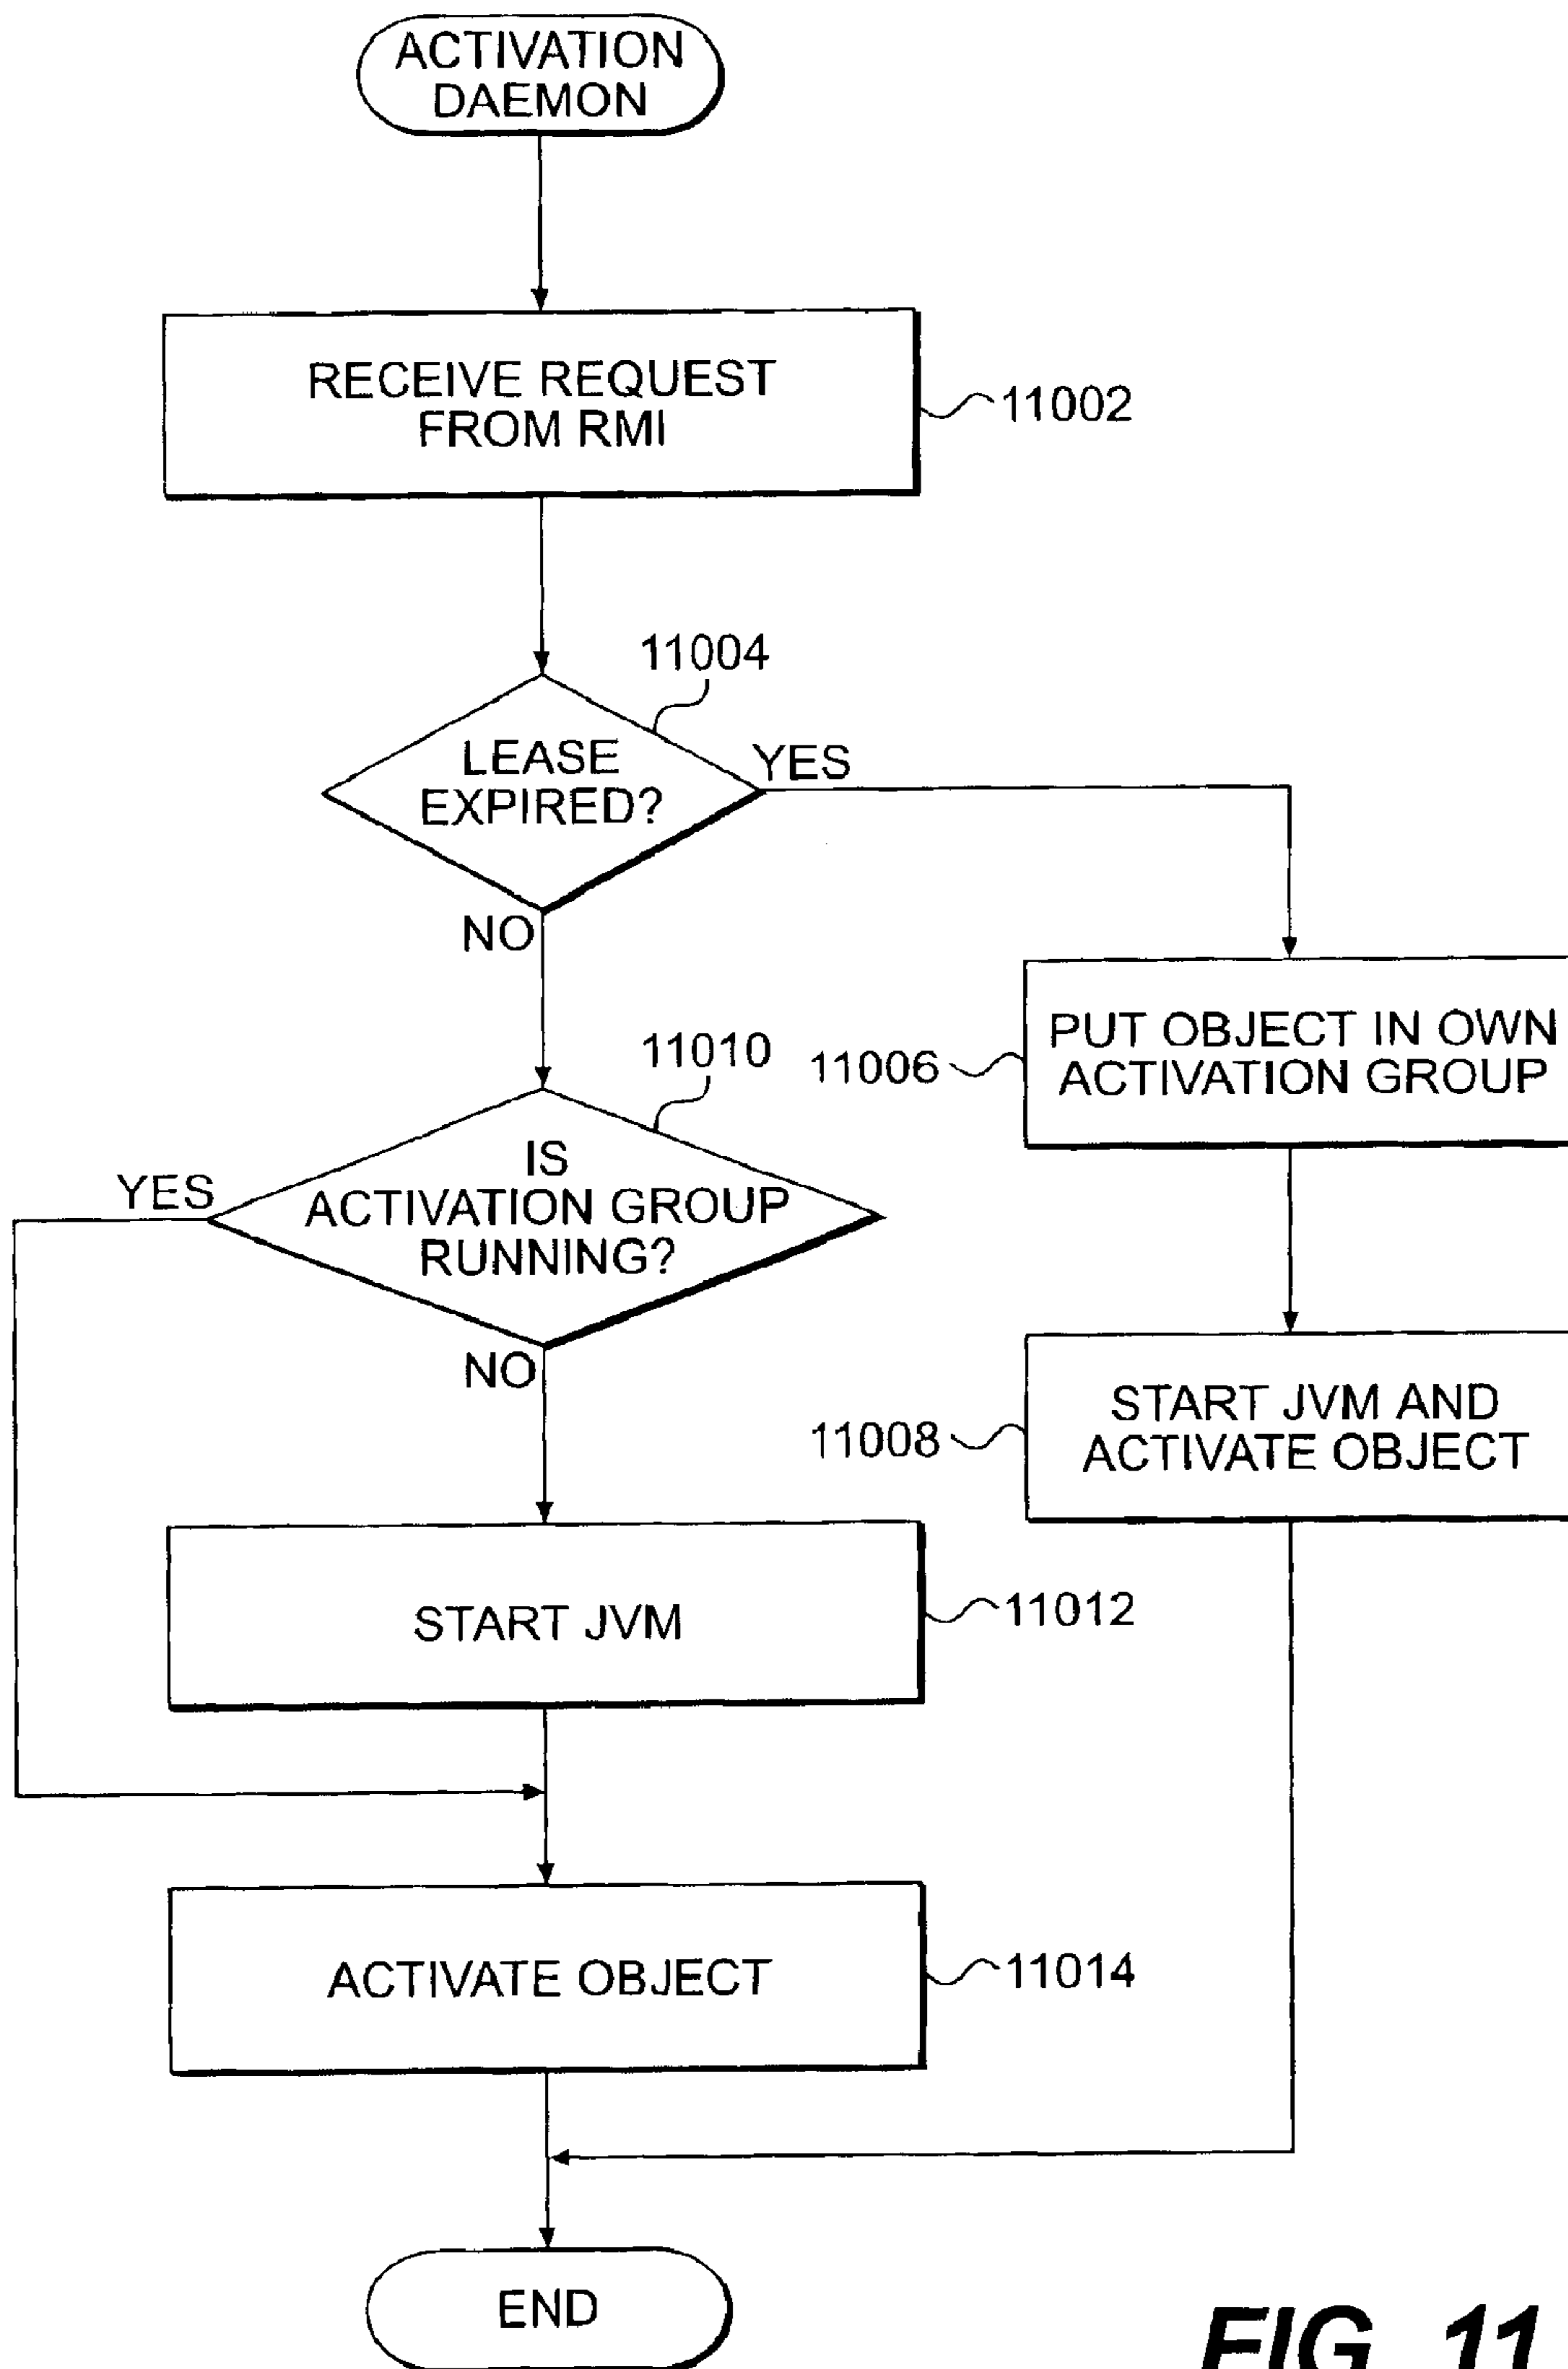 ACTIVATION
DAEMON
RECEIVE REQUEST
FROM RMI
11002
11004
LEASE
EXPIRED?
YES
NO
11006
PUT OBJECT IN OWN
ACTIVATION GROUP
11010
IS
ACTIVATION GROUP
RUNNING?
YES
NO
11008
START JVM AND
ACTIVATE OBJECT
START JVM
11012
ACTIVATE OBJECT
11014
END
FIG. 11